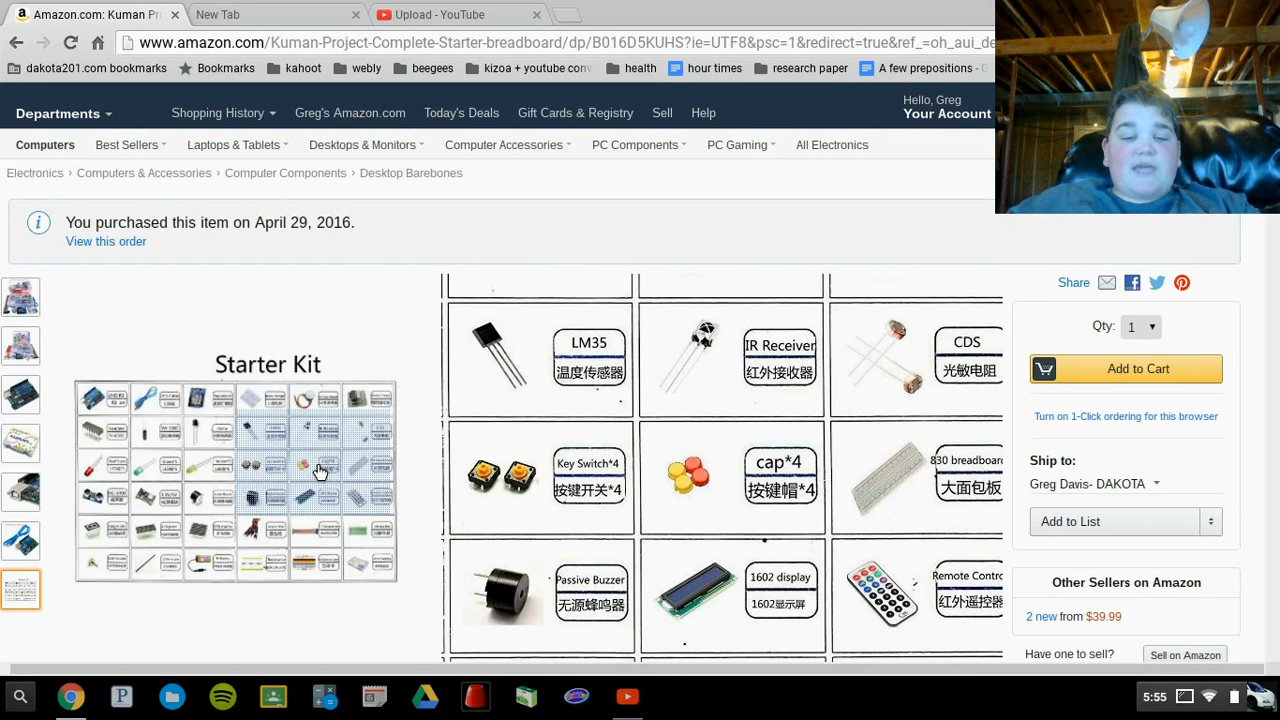 Amazon.com: Kuman Pr
New Tab
Upload - YouTube
www.amazon.com/Kuman-Project-Complete-Starter-breadboard/dp/B016D5KUHS?ie=UTF8&psc=1&redirect=true&ref_=oh_aui_de
dakota201.com bookmarks
Bookmarks
kahoot
webly
beegees
kizoa + youtube con
health
hour times
research paper
A few prepositions -
Departments
Shopping History
Greg's Amazon.com
Today's Deals
Gift Cards & Registry
Sell
Help
Hello, Greg
Your Account
Computers
Best Sellers
Laptops & Tablets
Desktops & Monitors
Computer Accessories
PC Components
PC Gaming
All Electronics
Electronics › Computers & Accessories › Computer Components › Desktop Barebones
You purchased this item on April 29, 2016.
View this order
Starter Kit
LM35
温度传感器
IR Receiver
红外接收器
CDS
光敏电阻
Key Switch*4
按键开关*4
cap*4
按键帽*4
830 breadboard
大面包板
Passive Buzzer
无源蜂鸣器
1602 display
1602显示屏
Remote Contro
红外遥控器
Share
Qty: 1
Add to Cart
Turn on 1-Click ordering for this browser
Ship to:
Greg Davis- DAKOTA
Add to List
Other Sellers on Amazon
2 new from $39.99
Have one to sell?
Sell on Amazon
5:55